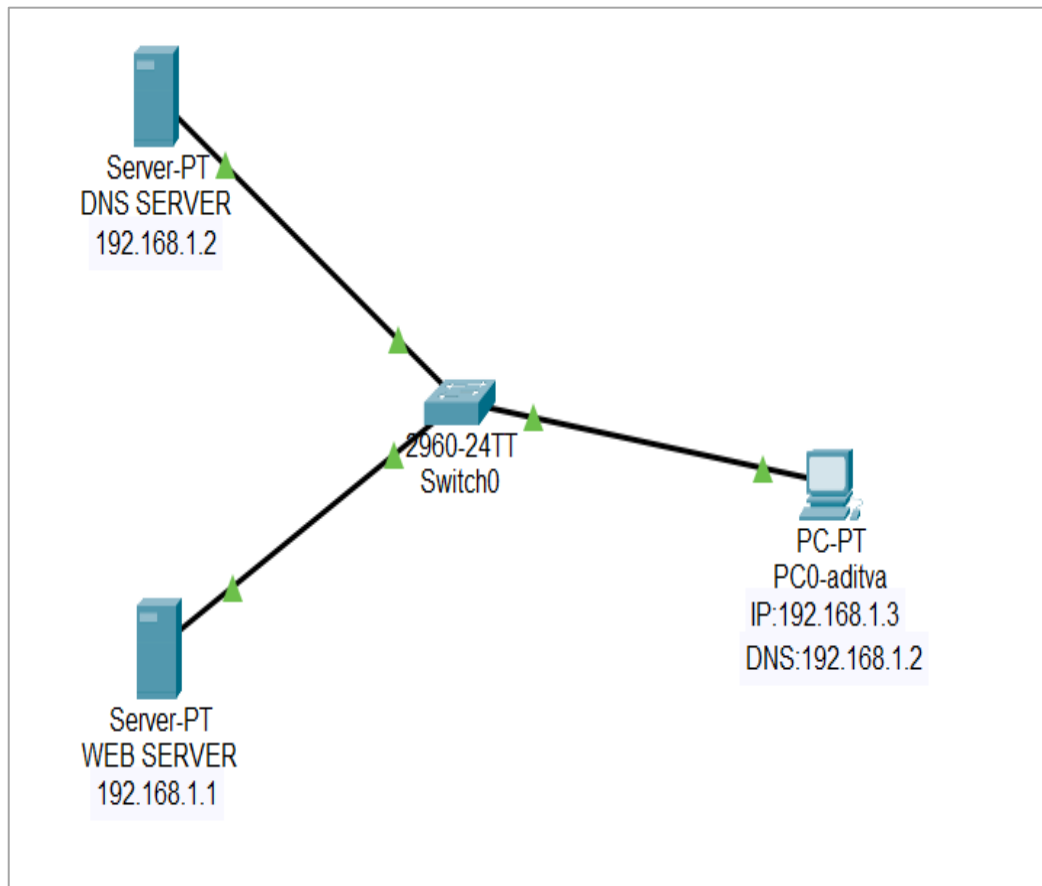 Server-PT
DNS SERVER
192.168.1.2
2960-24TT
Switch0
PC-PT
PC0-aditva
IP:192.168.1.3
DNS:192.168.1.2
Server-PT
WEB SERVER
192.168.1.1